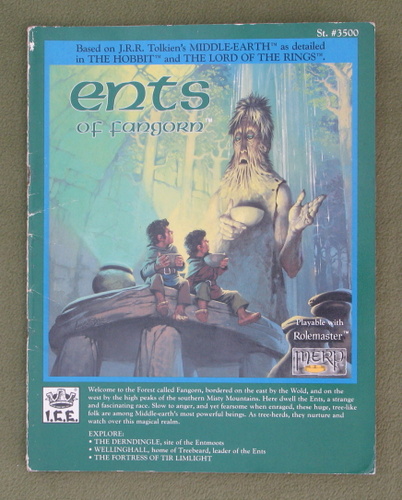 St. #3500
Based on J.R.R. Tolkien's MIDDLE-EARTH™ as detailed
in THE HOBBIT™ and THE LORD OF THE RINGS™.
ents
of fangorn™
Playable with
Rolemaster™
MERP
I.C.E.
Welcome to the Forest called Fangorn, bordered on the east by the Wold, and on the
west by the high peaks of the southern Misty Mountains. Here dwell the Ents, a strange
and fascinating race. Slow to anger, and yet fearsome when enraged, these huge, tree-like
folk are among Middle-earth's most powerful beings. As tree-herds, they nurture and
watch over this magical realm.
EXPLORE:
• THE DERNDINGLE, site of the Entmoots
• WELLINGHALL, home of Treebeard, leader of the Ents
• THE FORTRESS OF TIR LIMLIGHT